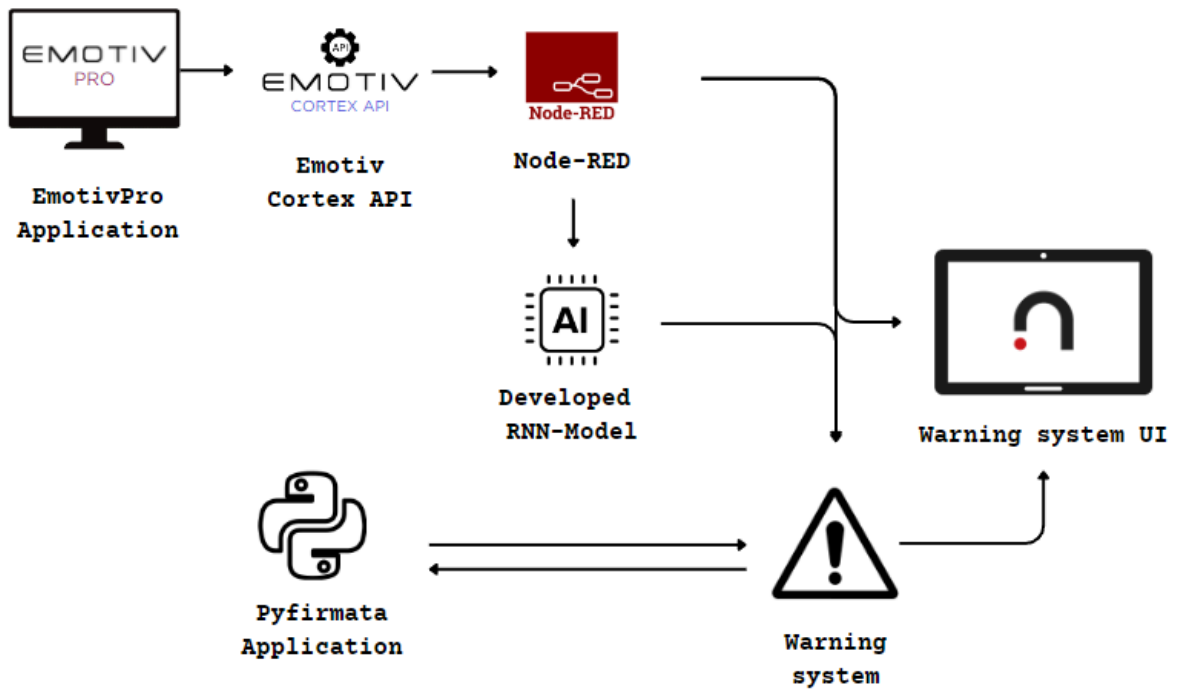 EMOTIV
PRO
EmotivPro
Application
API
EMOTIV
CORTEX API
Emotiv
Cortex API
Node-RED
Node-RED
AI
Developed
RNN-Model
Warning system UI
Pyfirmata
Application
Warning
system